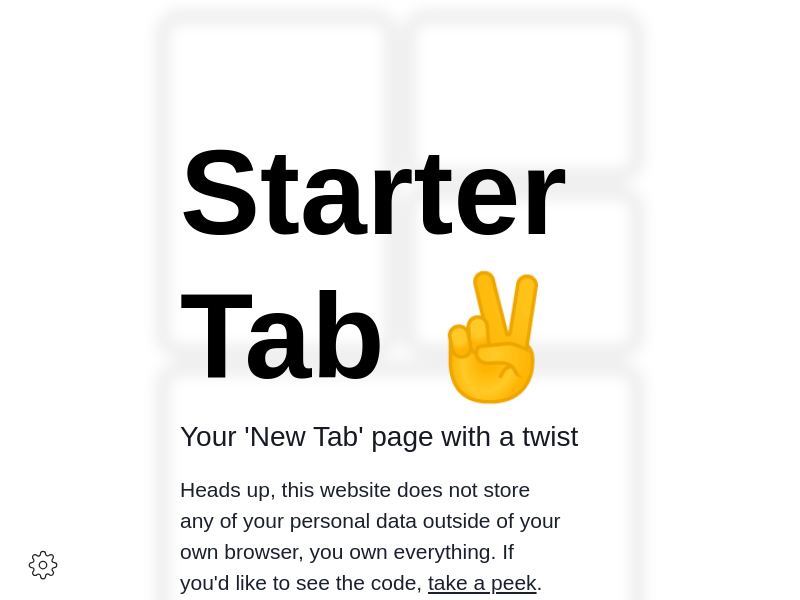 Starter
Tab ✌️
Your 'New Tab' page with a twist
Heads up, this website does not store
any of your personal data outside of your
own browser, you own everything. If
you'd like to see the code, take a peek.